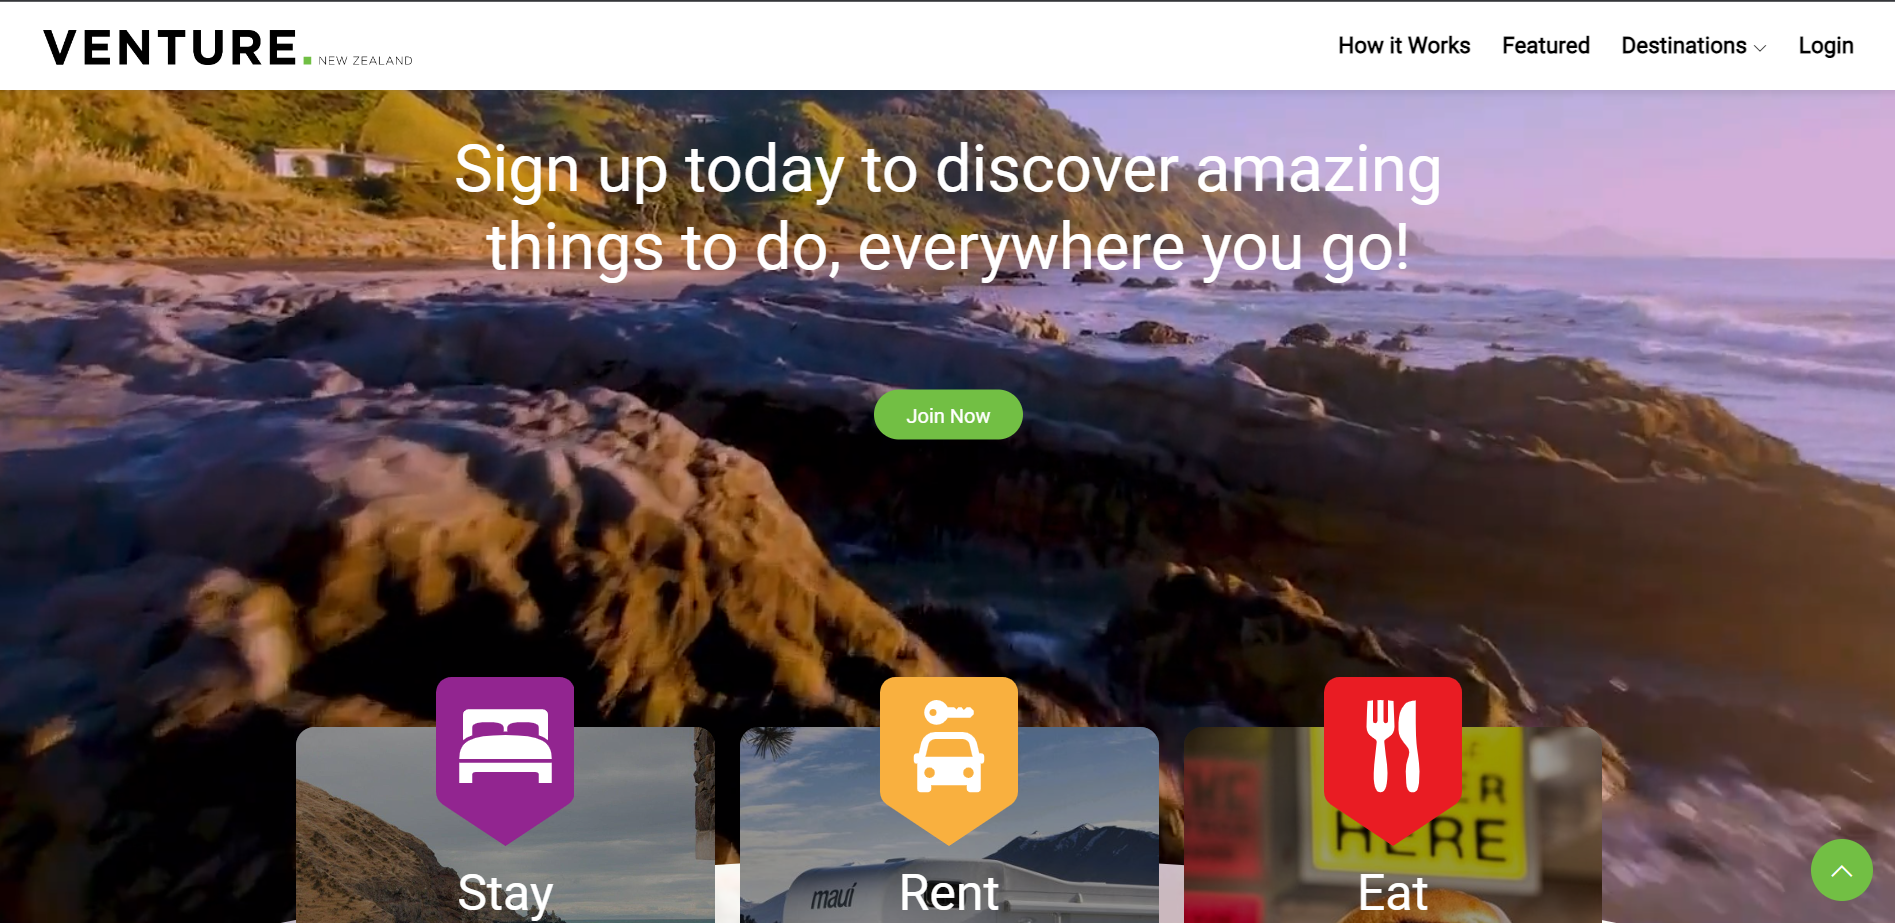 VENTURE. NEW ZEALAND
How it Works Featured Destinations Login
Sign up today to discover amazing
things to do, everywhere you go!
Join Now
Stay
maui
Rent
HERE
Eat